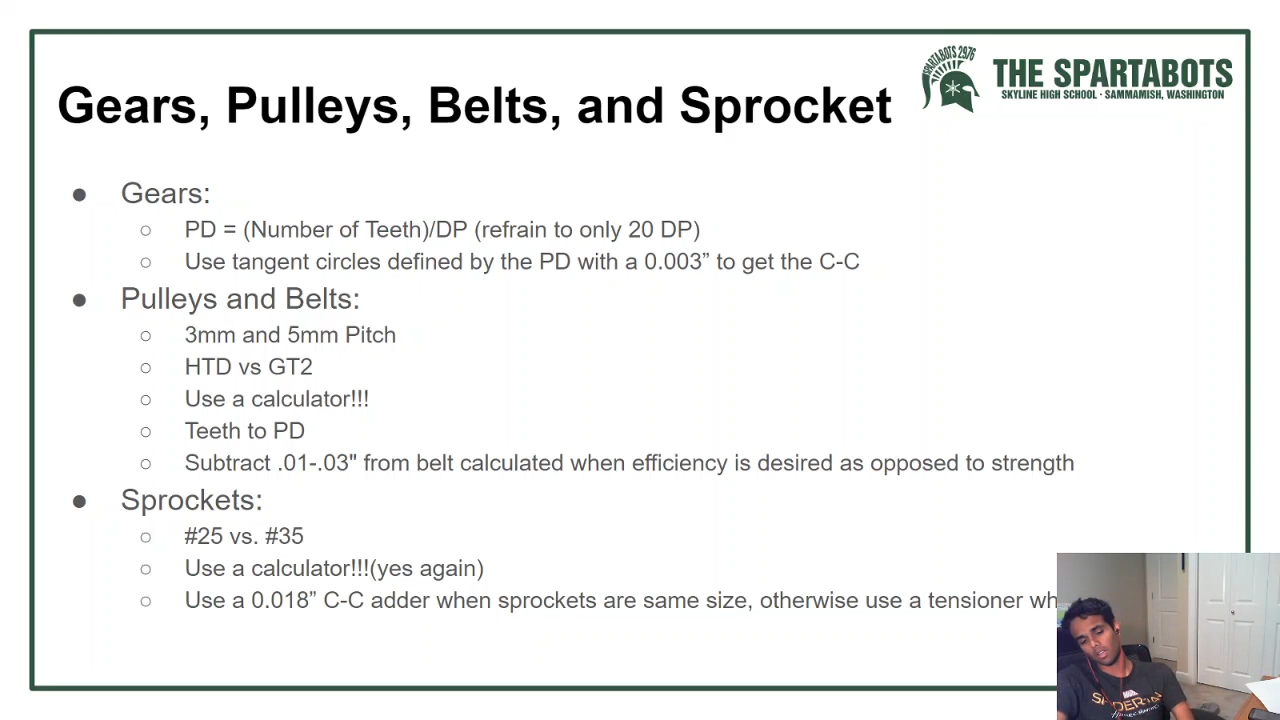 SPARTABOTS 2976
THE SPARTABOTS
SKYLINE HIGH SCHOOL · SAMMAMISH, WASHINGTON
Gears, Pulleys, Belts, and Sprocket
● Gears:
○ PD = (Number of Teeth)/DP (refrain to only 20 DP)
○ Use tangent circles defined by the PD with a 0.003” to get the C-C
● Pulleys and Belts:
○ 3mm and 5mm Pitch
○ HTD vs GT2
○ Use a calculator!!!
○ Teeth to PD
○ Subtract .01-.03" from belt calculated when efficiency is desired as opposed to strength
● Sprockets:
○ #25 vs. #35
○ Use a calculator!!!(yes again)
○ Use a 0.018” C-C adder when sprockets are same size, otherwise use a tensioner wh
MARVEL